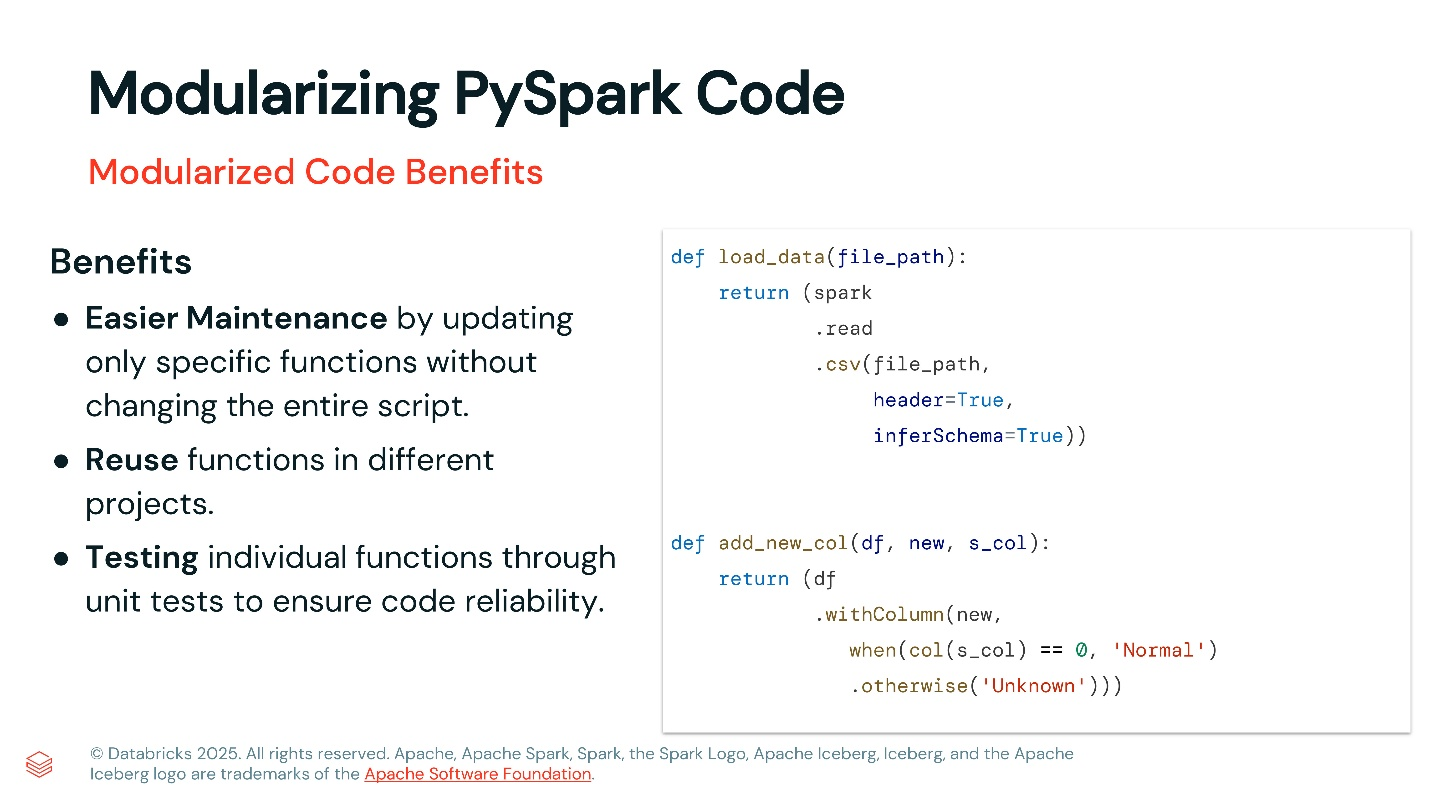 Modularizing PySpark Code
Modularized Code Benefits
Benefits
● Easier Maintenance by updating
only specific functions without
changing the entire script.
● Reuse functions in different
projects.
● Testing individual functions through
unit tests to ensure code reliability.
def load_data(file_path):
    return (spark
            .read
            .csv(file_path,
                 header=True,
                 inferSchema=True))
def add_new_col(df, new, s_col):
    return (df
            .withColumn(new,
               when(col(s_col) == 0, 'Normal')
               .otherwise('Unknown')))
© Databricks 2025. All rights reserved. Apache, Apache Spark, Spark, the Spark Logo, Apache Iceberg, Iceberg, and the Apache
Iceberg logo are trademarks of the Apache Software Foundation.